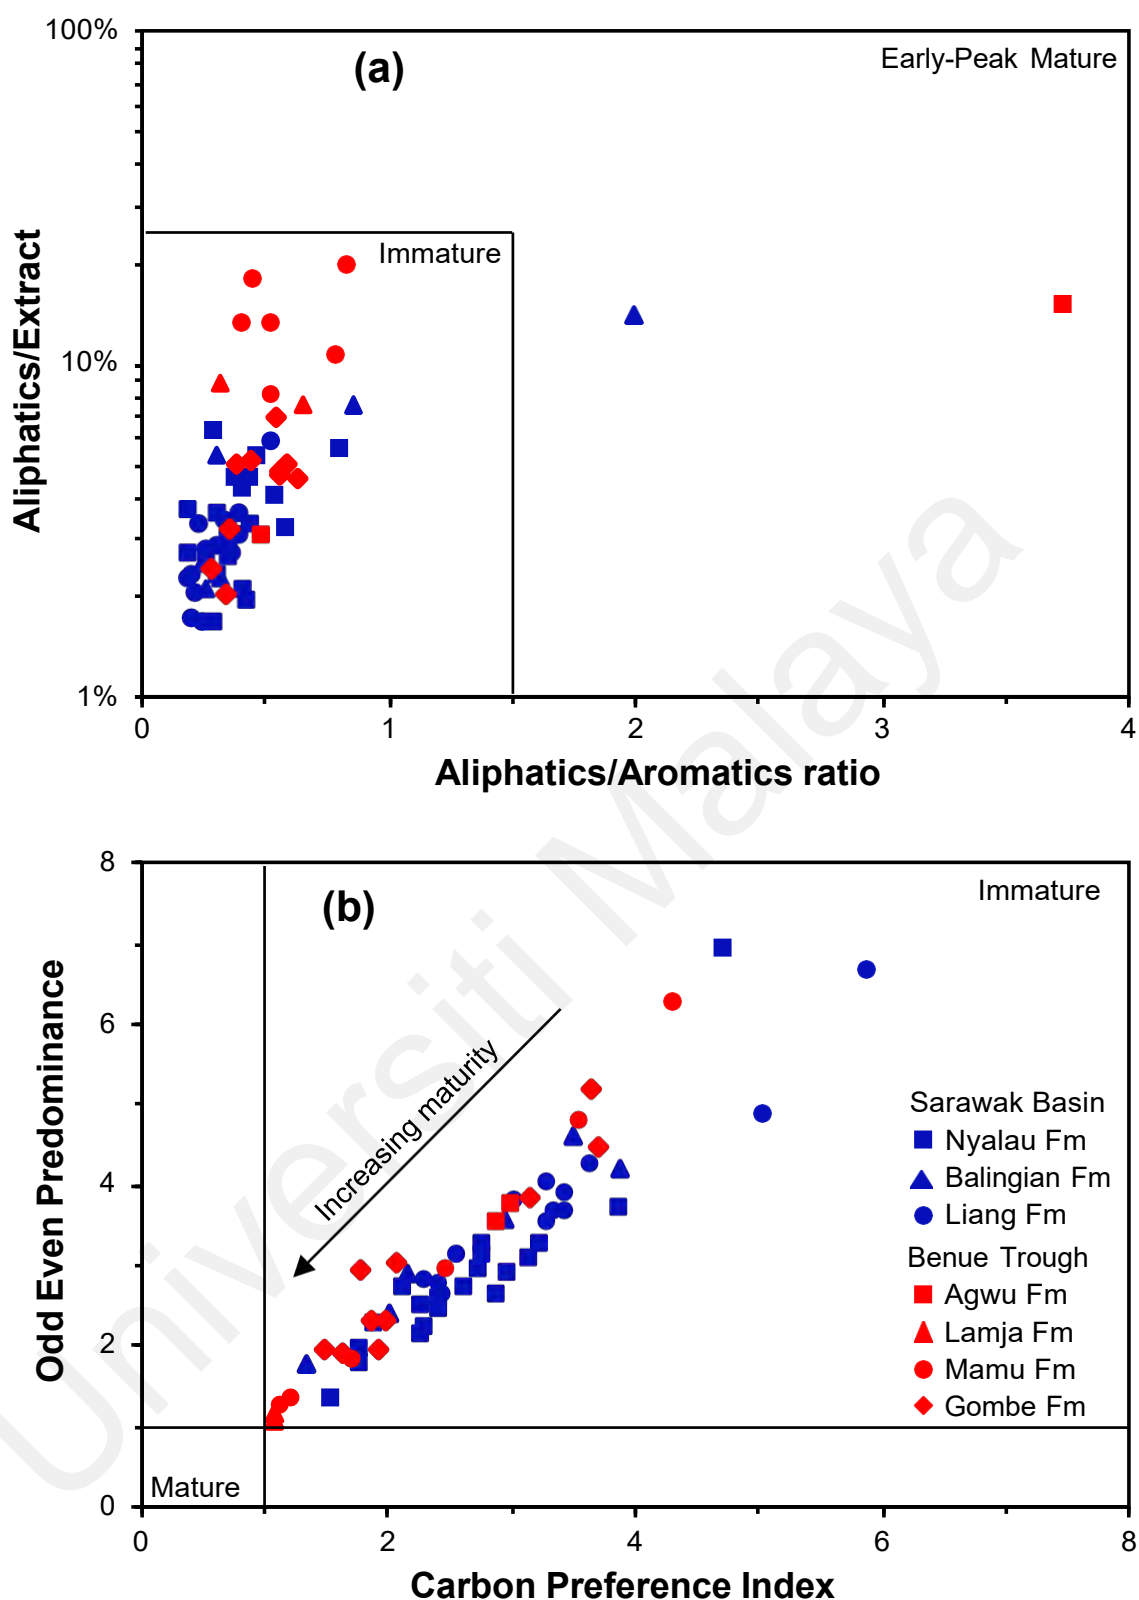 100%
(a)
Early-Peak Mature
Immature
10%
1%
Aliphatics/Extract
0 1 2 3 4
Aliphatics/Aromatics ratio
8
(b)
Immature
6
Increasing maturity
4
2
0
Odd Even Predominance
Sarawak Basin
Nyalau Fm
Balingian Fm
Liang Fm
Benue Trough
Agwu Fm
Lamja Fm
Mamu Fm
Gombe Fm
Mature
0 2 4 6 8
Carbon Preference Index
Universiti Malaya